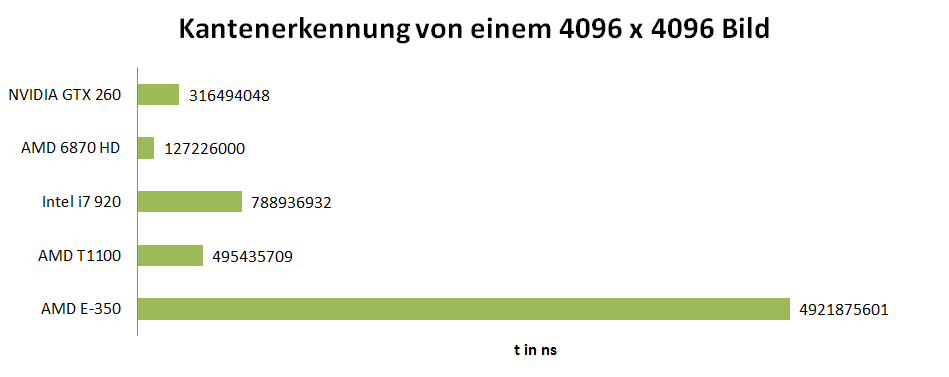 Kantenerkennung von einem 4096 x 4096 Bild
NVIDIA GTX 260 316494048
AMD 6870 HD 127226000
Intel i7 920 788936932
AMD T1100 495435709
AMD E-350 4921875601
t in ns